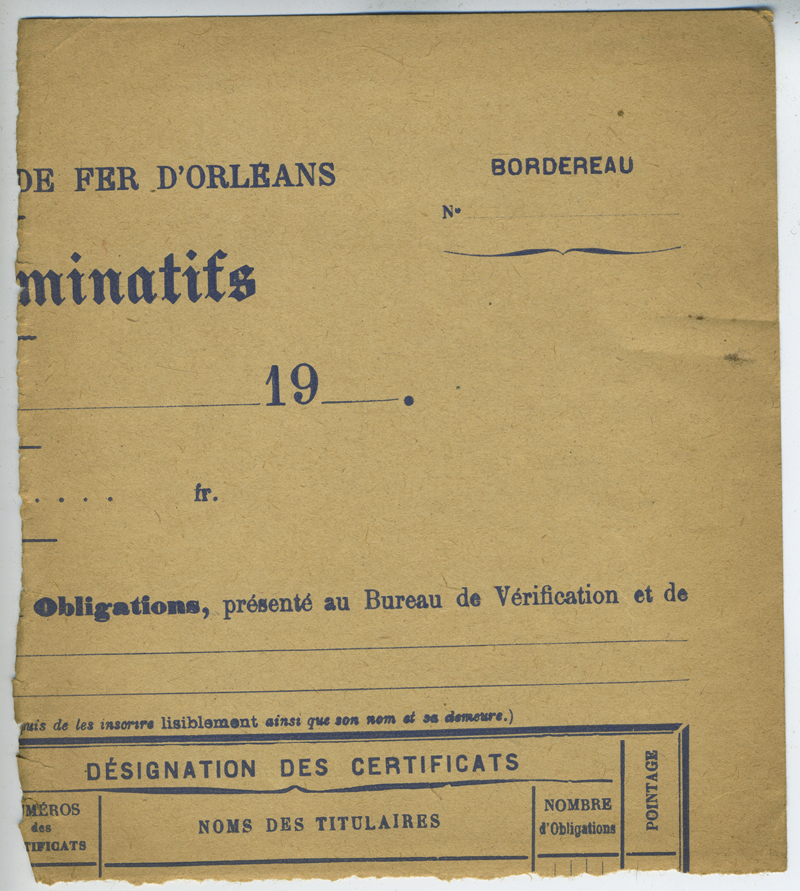 DE FER D'ORLÉANS
BORDEREAU
N°
minatifs
19 .
. . . . fr.
Obligations, présenté au Bureau de Vérification et de
uis de les inscrire lisiblement ainsi que son nom et sa demeure.)
DÉSIGNATION DES CERTIFICATS
POINTAGE
MÉROS
des
TIFICATS
NOMS DES TITULAIRES
NOMBRE
d'Obligations